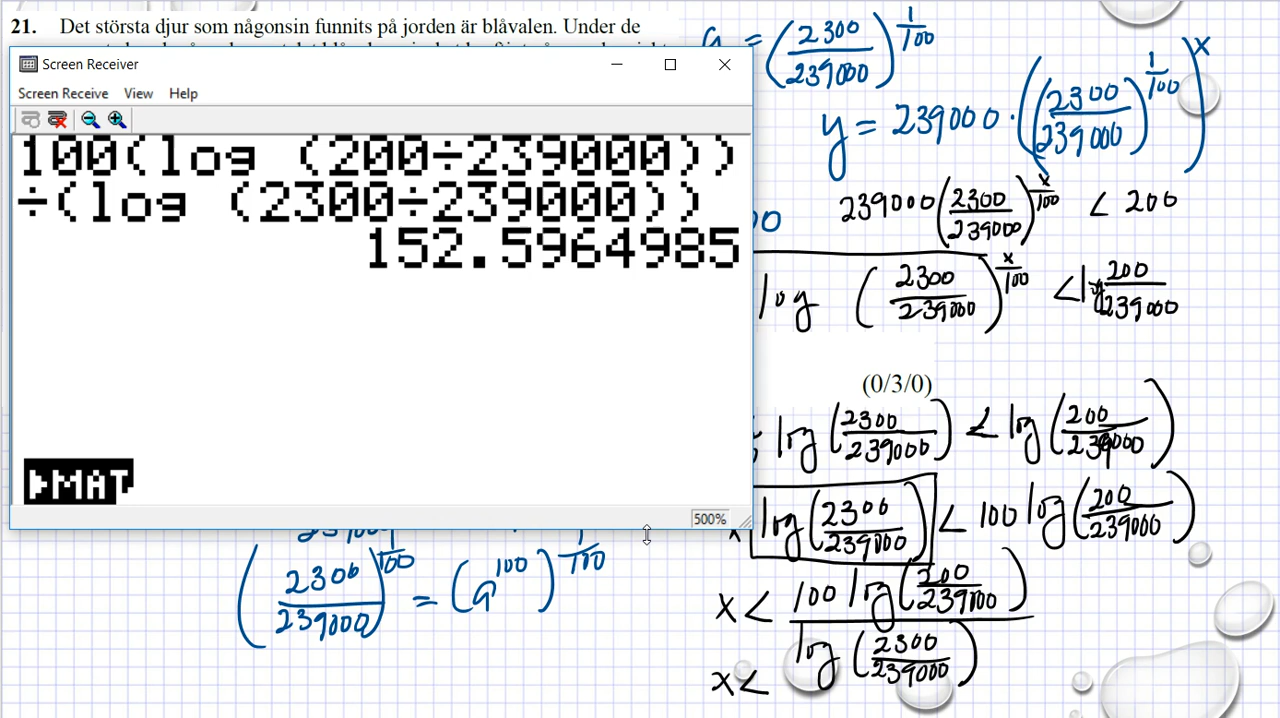 21. Det största djur som någonsin funnits på jorden är blåvalen. Under de
Screen Receiver
Screen Receive View Help
100(log (200÷239000))
÷(log (2300÷239000))
152.5964985
▶MAT
500%
= (2300/239000)^(1/100)
y = 239000·((2300/239000)^(1/100))^x
239000(2300/239000)^(x/100) < 200
log (2300/239000)^(x/100) < log 200/239000
(0/3/0)
log(2300/239000) < log(200/239000)
log(2300/239000) < 100 log(200/239000)
x < 100 log(200/239000) / log(2300/239000)
x <
(2300/239000)^(1/100) = (a^100)^(1/100)